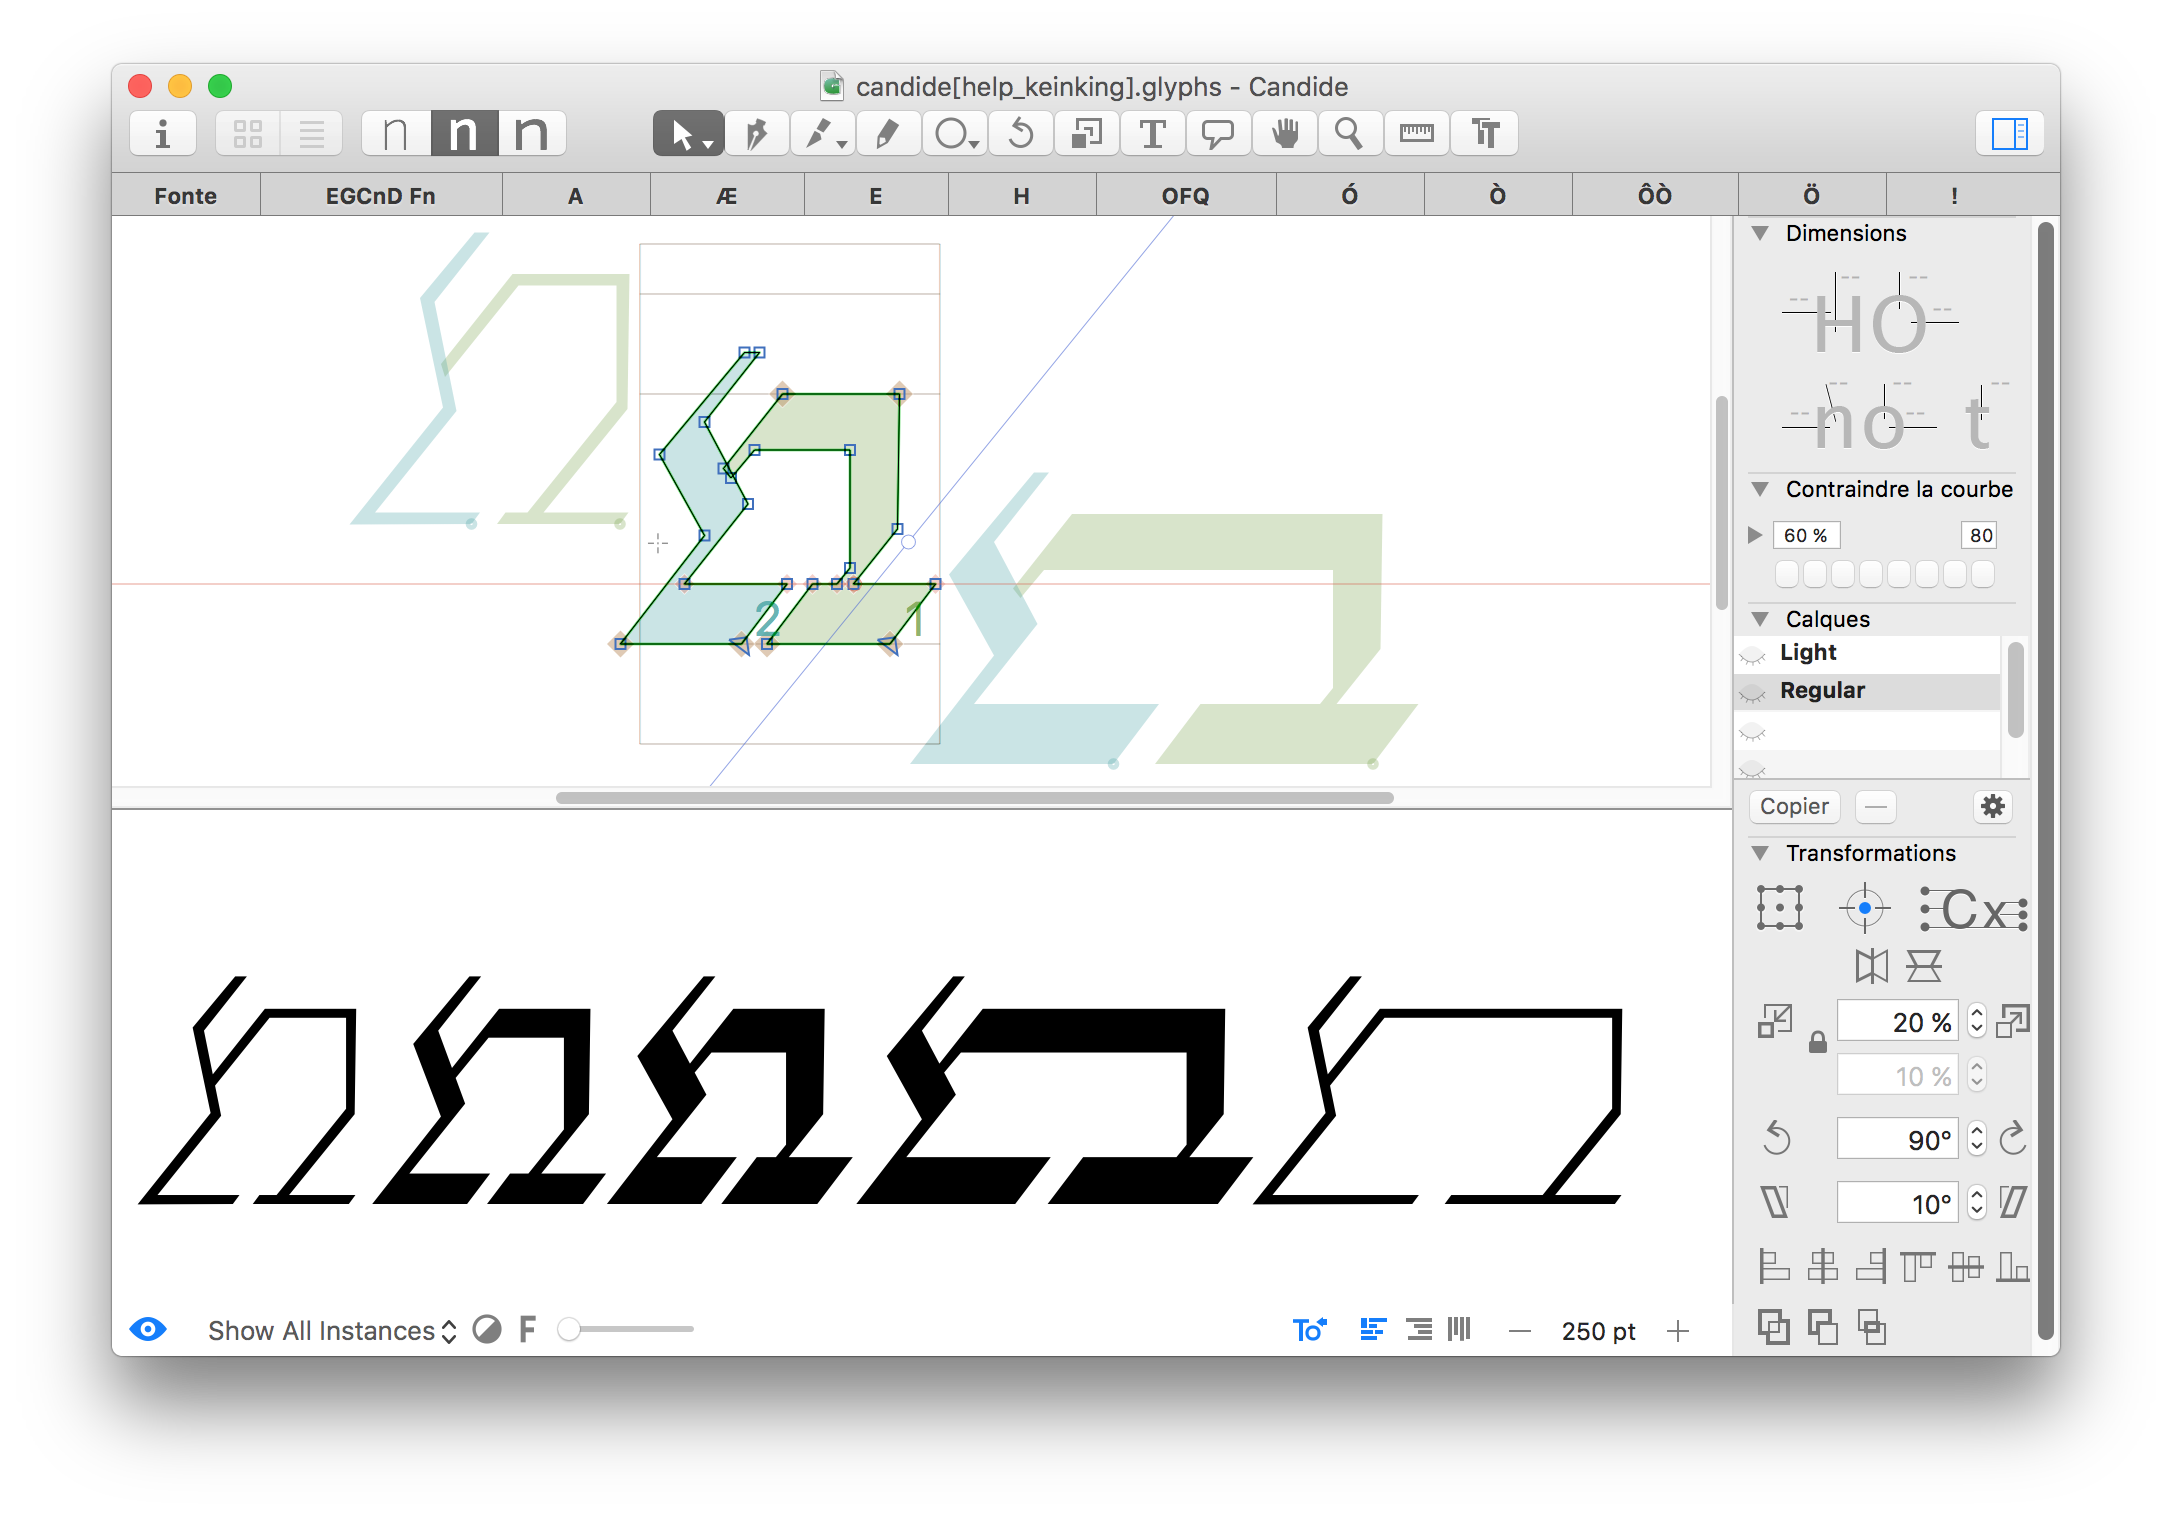 candide[help_keinking].glyphs - Candide
n n n
T
Fonte EGCnD Fn A Æ E H OFQ Ó Ò ÔÒ Ö !
Dimensions
-- --
-- HO --
-- -- --
-- no -- t
Contraindre la courbe
60 % 80
Calques
2 1
Light
Regular
Copier
Transformations
Cx
20 %
10 %
90°
10°
Show All Instances F To 250 pt